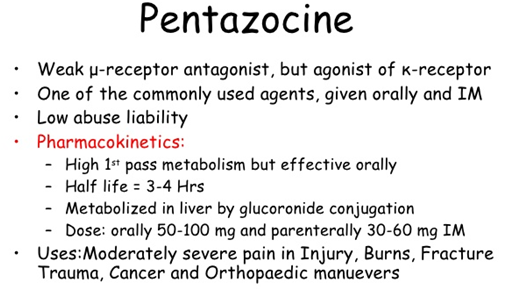 Pentazocine
• Weak μ-receptor antagonist, but agonist of κ-receptor
• One of the commonly used agents, given orally and IM
• Low abuse liability
• Pharmacokinetics:
– High 1st pass metabolism but effective orally
– Half life = 3-4 Hrs
– Metabolized in liver by glucoronide conjugation
– Dose: orally 50-100 mg and parenterally 30-60 mg IM
• Uses:Moderately severe pain in Injury, Burns, Fracture
Trauma, Cancer and Orthopaedic manuevers